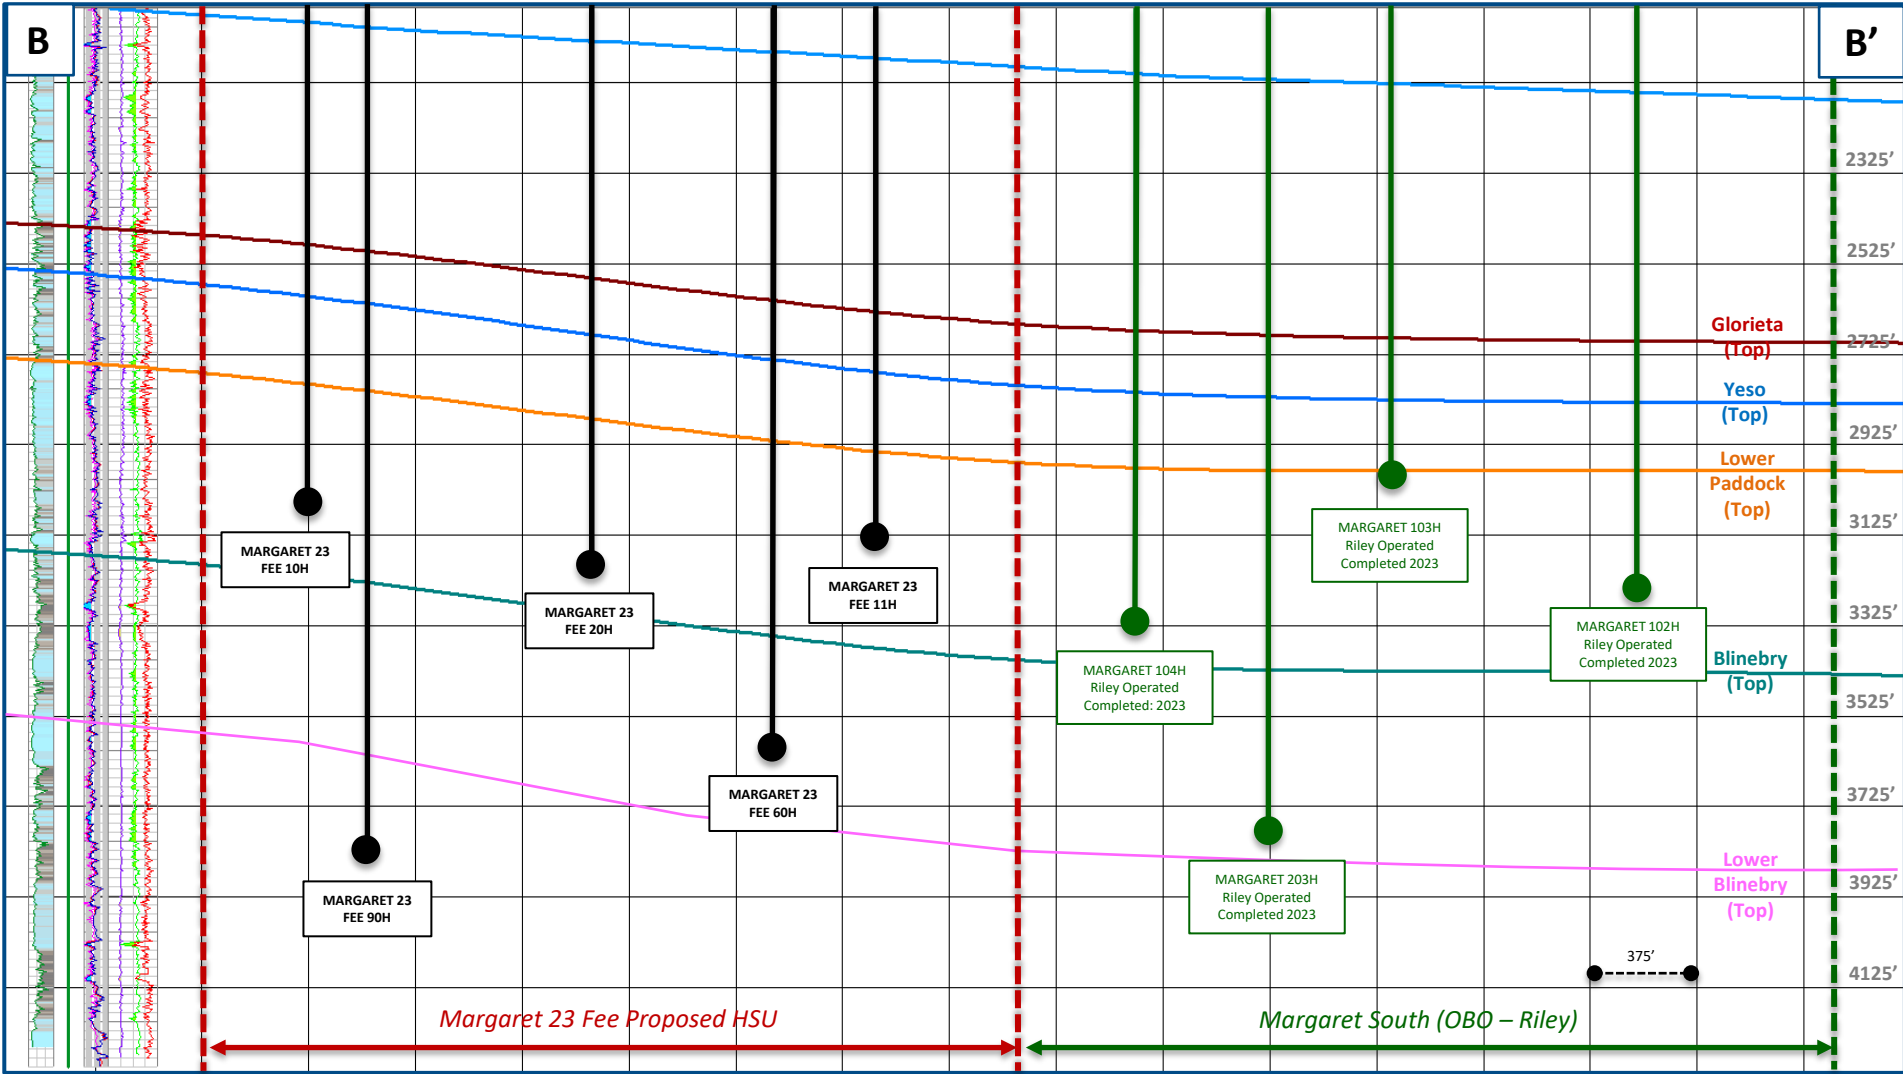 B
B’
2325’
2525’
Glorieta
(Top)
2725’
Yeso
(Top)
2925’
Lower
Paddock
(Top)
3125’
MARGARET 23
FEE 10H
MARGARET 23
FEE 20H
MARGARET 23
FEE 11H
MARGARET 103H
Riley Operated
Completed 2023
MARGARET 102H
Riley Operated
Completed 2023
3325’
MARGARET 104H
Riley Operated
Completed: 2023
Blinebry
(Top)
3525’
MARGARET 23
FEE 60H
3725’
MARGARET 23
FEE 90H
MARGARET 203H
Riley Operated
Completed 2023
Lower
Blinebry
(Top)
3925’
375’
4125’
Margaret 23 Fee Proposed HSU
Margaret South (OBO – Riley)